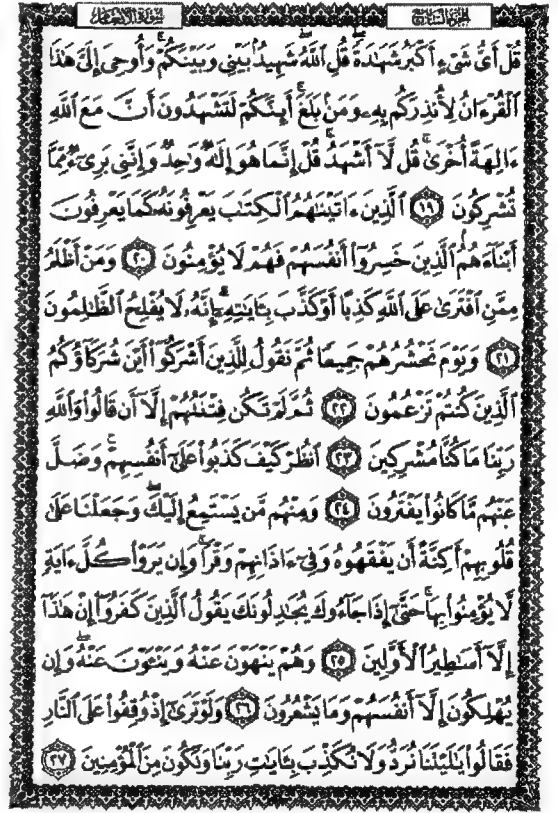 سورة الأنعام
الجزء السابع
قُلْ أَىُّ شَىْءٍ أَكْبَرُ شَهَٰدَةً ۖ قُلِ ٱللَّهُ ۖ شَهِيدٌۢ بَيْنِى وَبَيْنَكُمْ ۚ وَأُوحِىَ إِلَىَّ هَٰذَا
ٱلْقُرْءَانُ لِأُنذِرَكُم بِهِۦ وَمَنۢ بَلَغَ ۚ أَئِنَّكُمْ لَتَشْهَدُونَ أَنَّ مَعَ ٱللَّهِ
ءَالِهَةً أُخْرَىٰ ۚ قُل لَّآ أَشْهَدُ ۚ قُلْ إِنَّمَا هُوَ إِلَٰهٌ وَٰحِدٌ وَإِنَّنِى بَرِىٓءٌ مِّمَّا
تُشْرِكُونَ ﴿١٩﴾ ٱلَّذِينَ ءَاتَيْنَٰهُمُ ٱلْكِتَٰبَ يَعْرِفُونَهُۥ كَمَا يَعْرِفُونَ
أَبْنَآءَهُمُ ۘ ٱلَّذِينَ خَسِرُوٓا۟ أَنفُسَهُمْ فَهُمْ لَا يُؤْمِنُونَ ﴿٢٠﴾ وَمَنْ أَظْلَمُ
مِمَّنِ ٱفْتَرَىٰ عَلَى ٱللَّهِ كَذِبًا أَوْ كَذَّبَ بِـَٔايَٰتِهِۦٓ ۗ إِنَّهُۥ لَا يُفْلِحُ ٱلظَّٰلِمُونَ
﴿٢١﴾ وَيَوْمَ نَحْشُرُهُمْ جَمِيعًا ثُمَّ نَقُولُ لِلَّذِينَ أَشْرَكُوٓا۟ أَيْنَ شُرَكَآؤُكُمُ
ٱلَّذِينَ كُنتُمْ تَزْعُمُونَ ﴿٢٢﴾ ثُمَّ لَمْ تَكُن فِتْنَتُهُمْ إِلَّآ أَن قَالُوا۟ وَٱللَّهِ
رَبِّنَا مَا كُنَّا مُشْرِكِينَ ﴿٢٣﴾ ٱنظُرْ كَيْفَ كَذَبُوا۟ عَلَىٰٓ أَنفُسِهِمْ ۚ وَضَلَّ
عَنْهُم مَّا كَانُوا۟ يَفْتَرُونَ ﴿٢٤﴾ وَمِنْهُم مَّن يَسْتَمِعُ إِلَيْكَ ۖ وَجَعَلْنَا عَلَىٰ
قُلُوبِهِمْ أَكِنَّةً أَن يَفْقَهُوهُ وَفِىٓ ءَاذَانِهِمْ وَقْرًا ۚ وَإِن يَرَوْا۟ كُلَّ ءَايَةٍ
لَّا يُؤْمِنُوا۟ بِهَا ۚ حَتَّىٰٓ إِذَا جَآءُوكَ يُجَٰدِلُونَكَ يَقُولُ ٱلَّذِينَ كَفَرُوٓا۟ إِنْ هَٰذَآ
إِلَّآ أَسَٰطِيرُ ٱلْأَوَّلِينَ ﴿٢٥﴾ وَهُمْ يَنْهَوْنَ عَنْهُ وَيَنْـَٔوْنَ عَنْهُ ۖ وَإِن
يُهْلِكُونَ إِلَّآ أَنفُسَهُمْ وَمَا يَشْعُرُونَ ﴿٢٦﴾ وَلَوْ تَرَىٰٓ إِذْ وُقِفُوا۟ عَلَى ٱلنَّارِ
فَقَالُوا۟ يَٰلَيْتَنَا نُرَدُّ وَلَا نُكَذِّبَ بِـَٔايَٰتِ رَبِّنَا وَنَكُونَ مِنَ ٱلْمُؤْمِنِينَ ﴿٢٧﴾